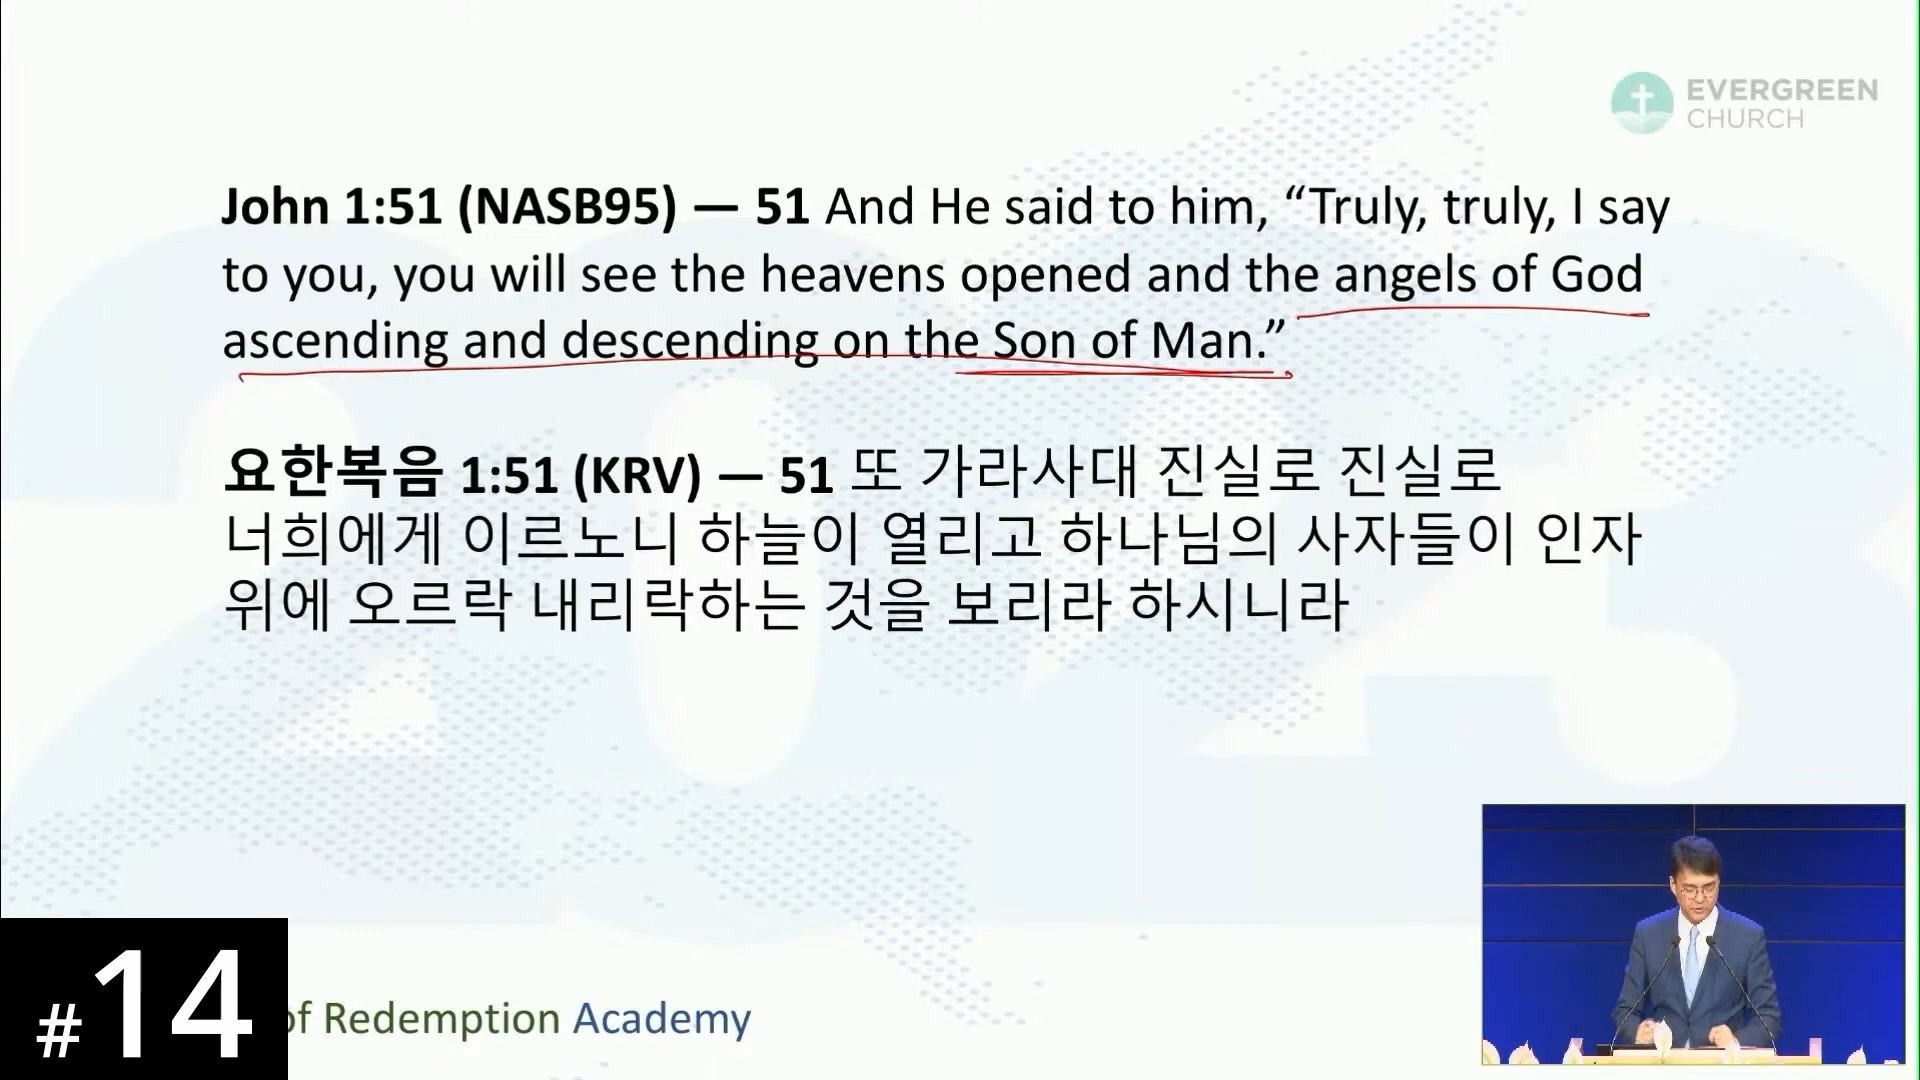 EVERGREEN
CHURCH
John 1:51 (NASB95) — 51 And He said to him, “Truly, truly, I say
to you, you will see the heavens opened and the angels of God
ascending and descending on the Son of Man.”
요한복음 1:51 (KRV) — 51 또 가라사대 진실로 진실로
너희에게 이르노니 하늘이 열리고 하나님의 사자들이 인자
위에 오르락 내리락하는 것을 보리라 하시니라
#14
of Redemption Academy